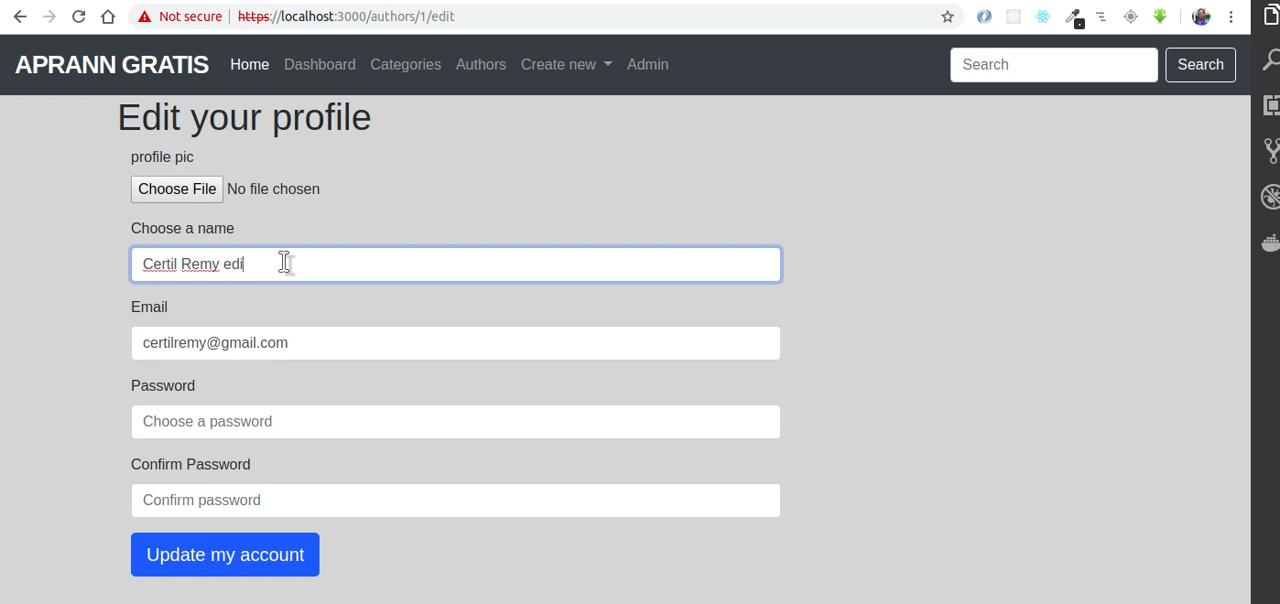 Not secure https://localhost:3000/authors/1/edit
APRANN GRATIS Home Dashboard Categories Authors Create new Admin Search Search
Edit your profile
profile pic
Choose File No file chosen
Choose a name
Certil Remy edi
Email
certilremy@gmail.com
Password
Choose a password
Confirm Password
Confirm password
Update my account